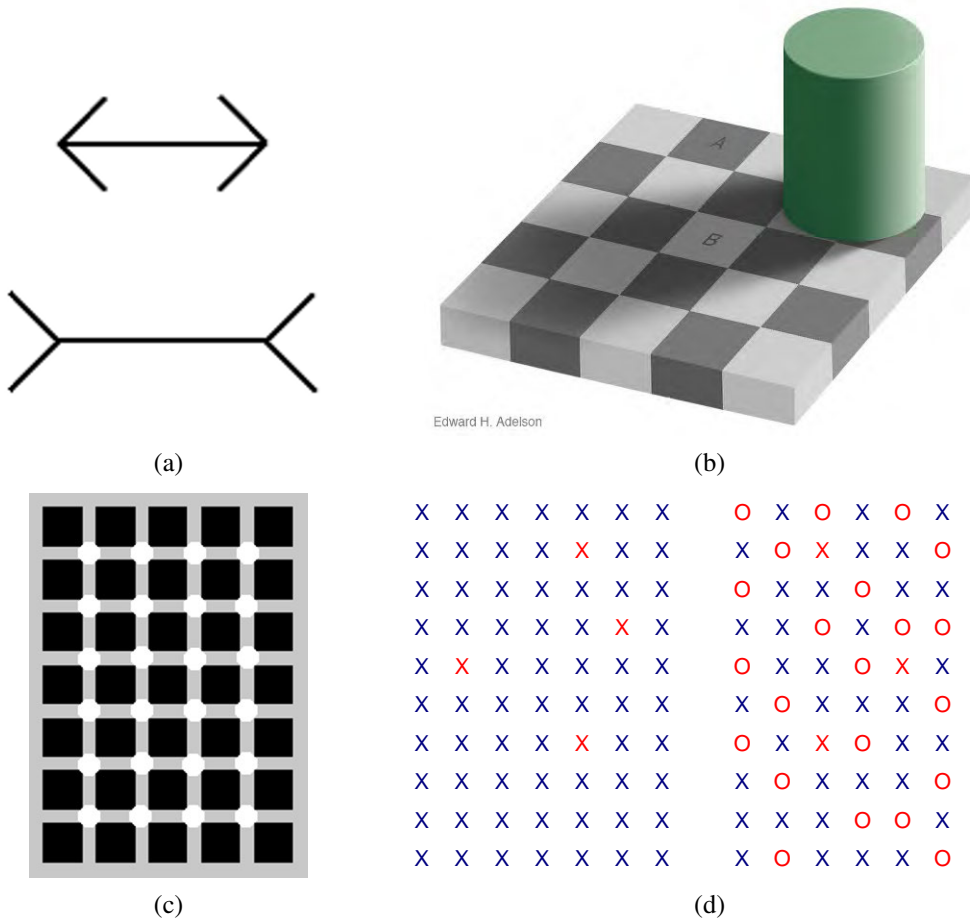 A
B
Edward H. Adelson
(a)
(b)
X X X X X X X O X O X O X
X X X X X X X X O X X X O
X X X X X X X O X X O X X
X X X X X X X X X O X O O
X X X X X X X O X X O X X
X X X X X X X X O X X X O
X X X X X X X O X X O X X
X X X X X X X X O X X X O
X X X X X X X X X X O O X
X X X X X X X X O X X X O
(c)
(d)